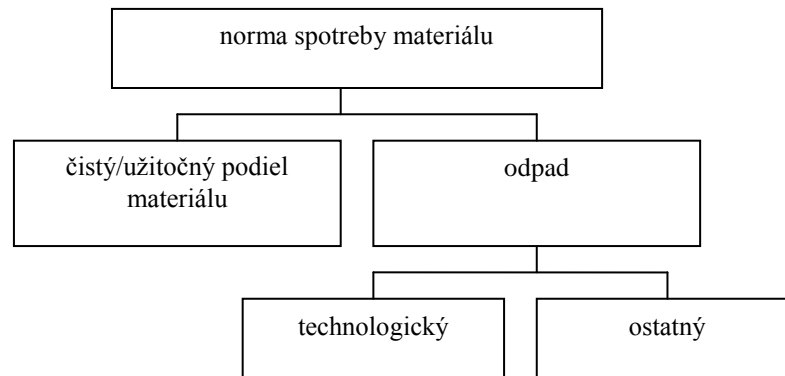 norma spotreby materiálu
čistý/užitočný podiel
materiálu
odpad
technologický
ostatný